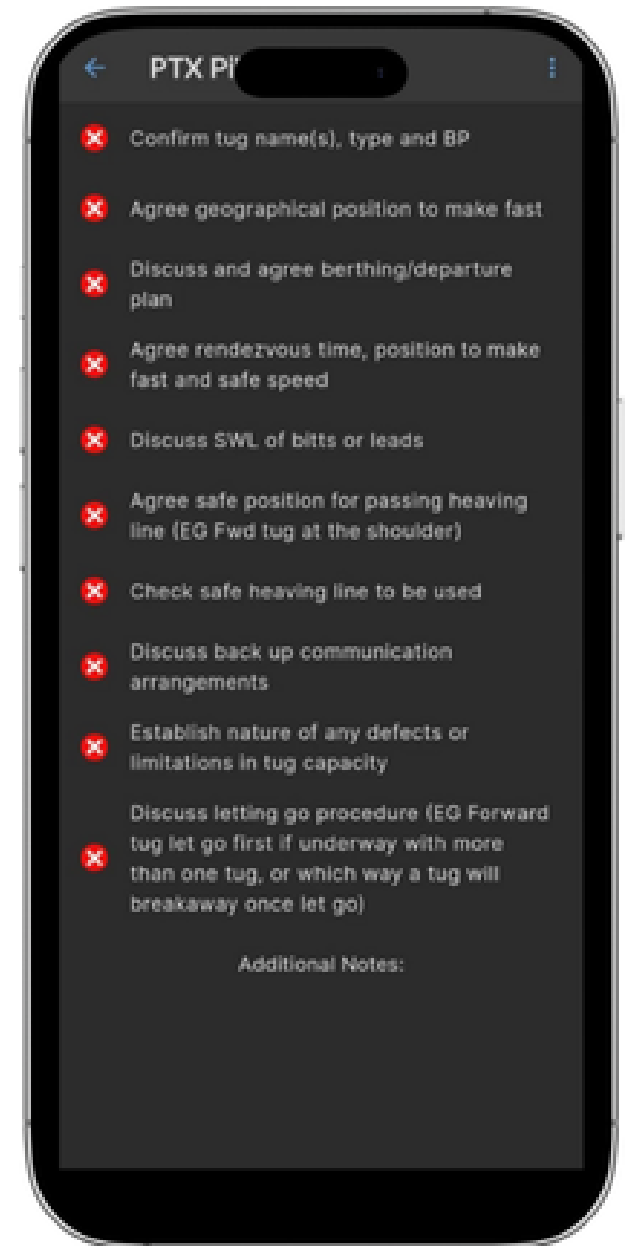 PTX Pi
Confirm tug name(s), type and BP
Agree geographical position to make fast
Discuss and agree berthing/departure
plan
Agree rendezvous time, position to make
fast and safe speed
Discuss SWL of bitts or leads
Agree safe position for passing heaving
line (EG Fwd tug at the shoulder)
Check safe heaving line to be used
Discuss back up communication
arrangements
Establish nature of any defects or
limitations in tug capacity
Discuss letting go procedure (EG Forward
tug let go first if underway with more
than one tug, or which way a tug will
breakaway once let go)
Additional Notes: